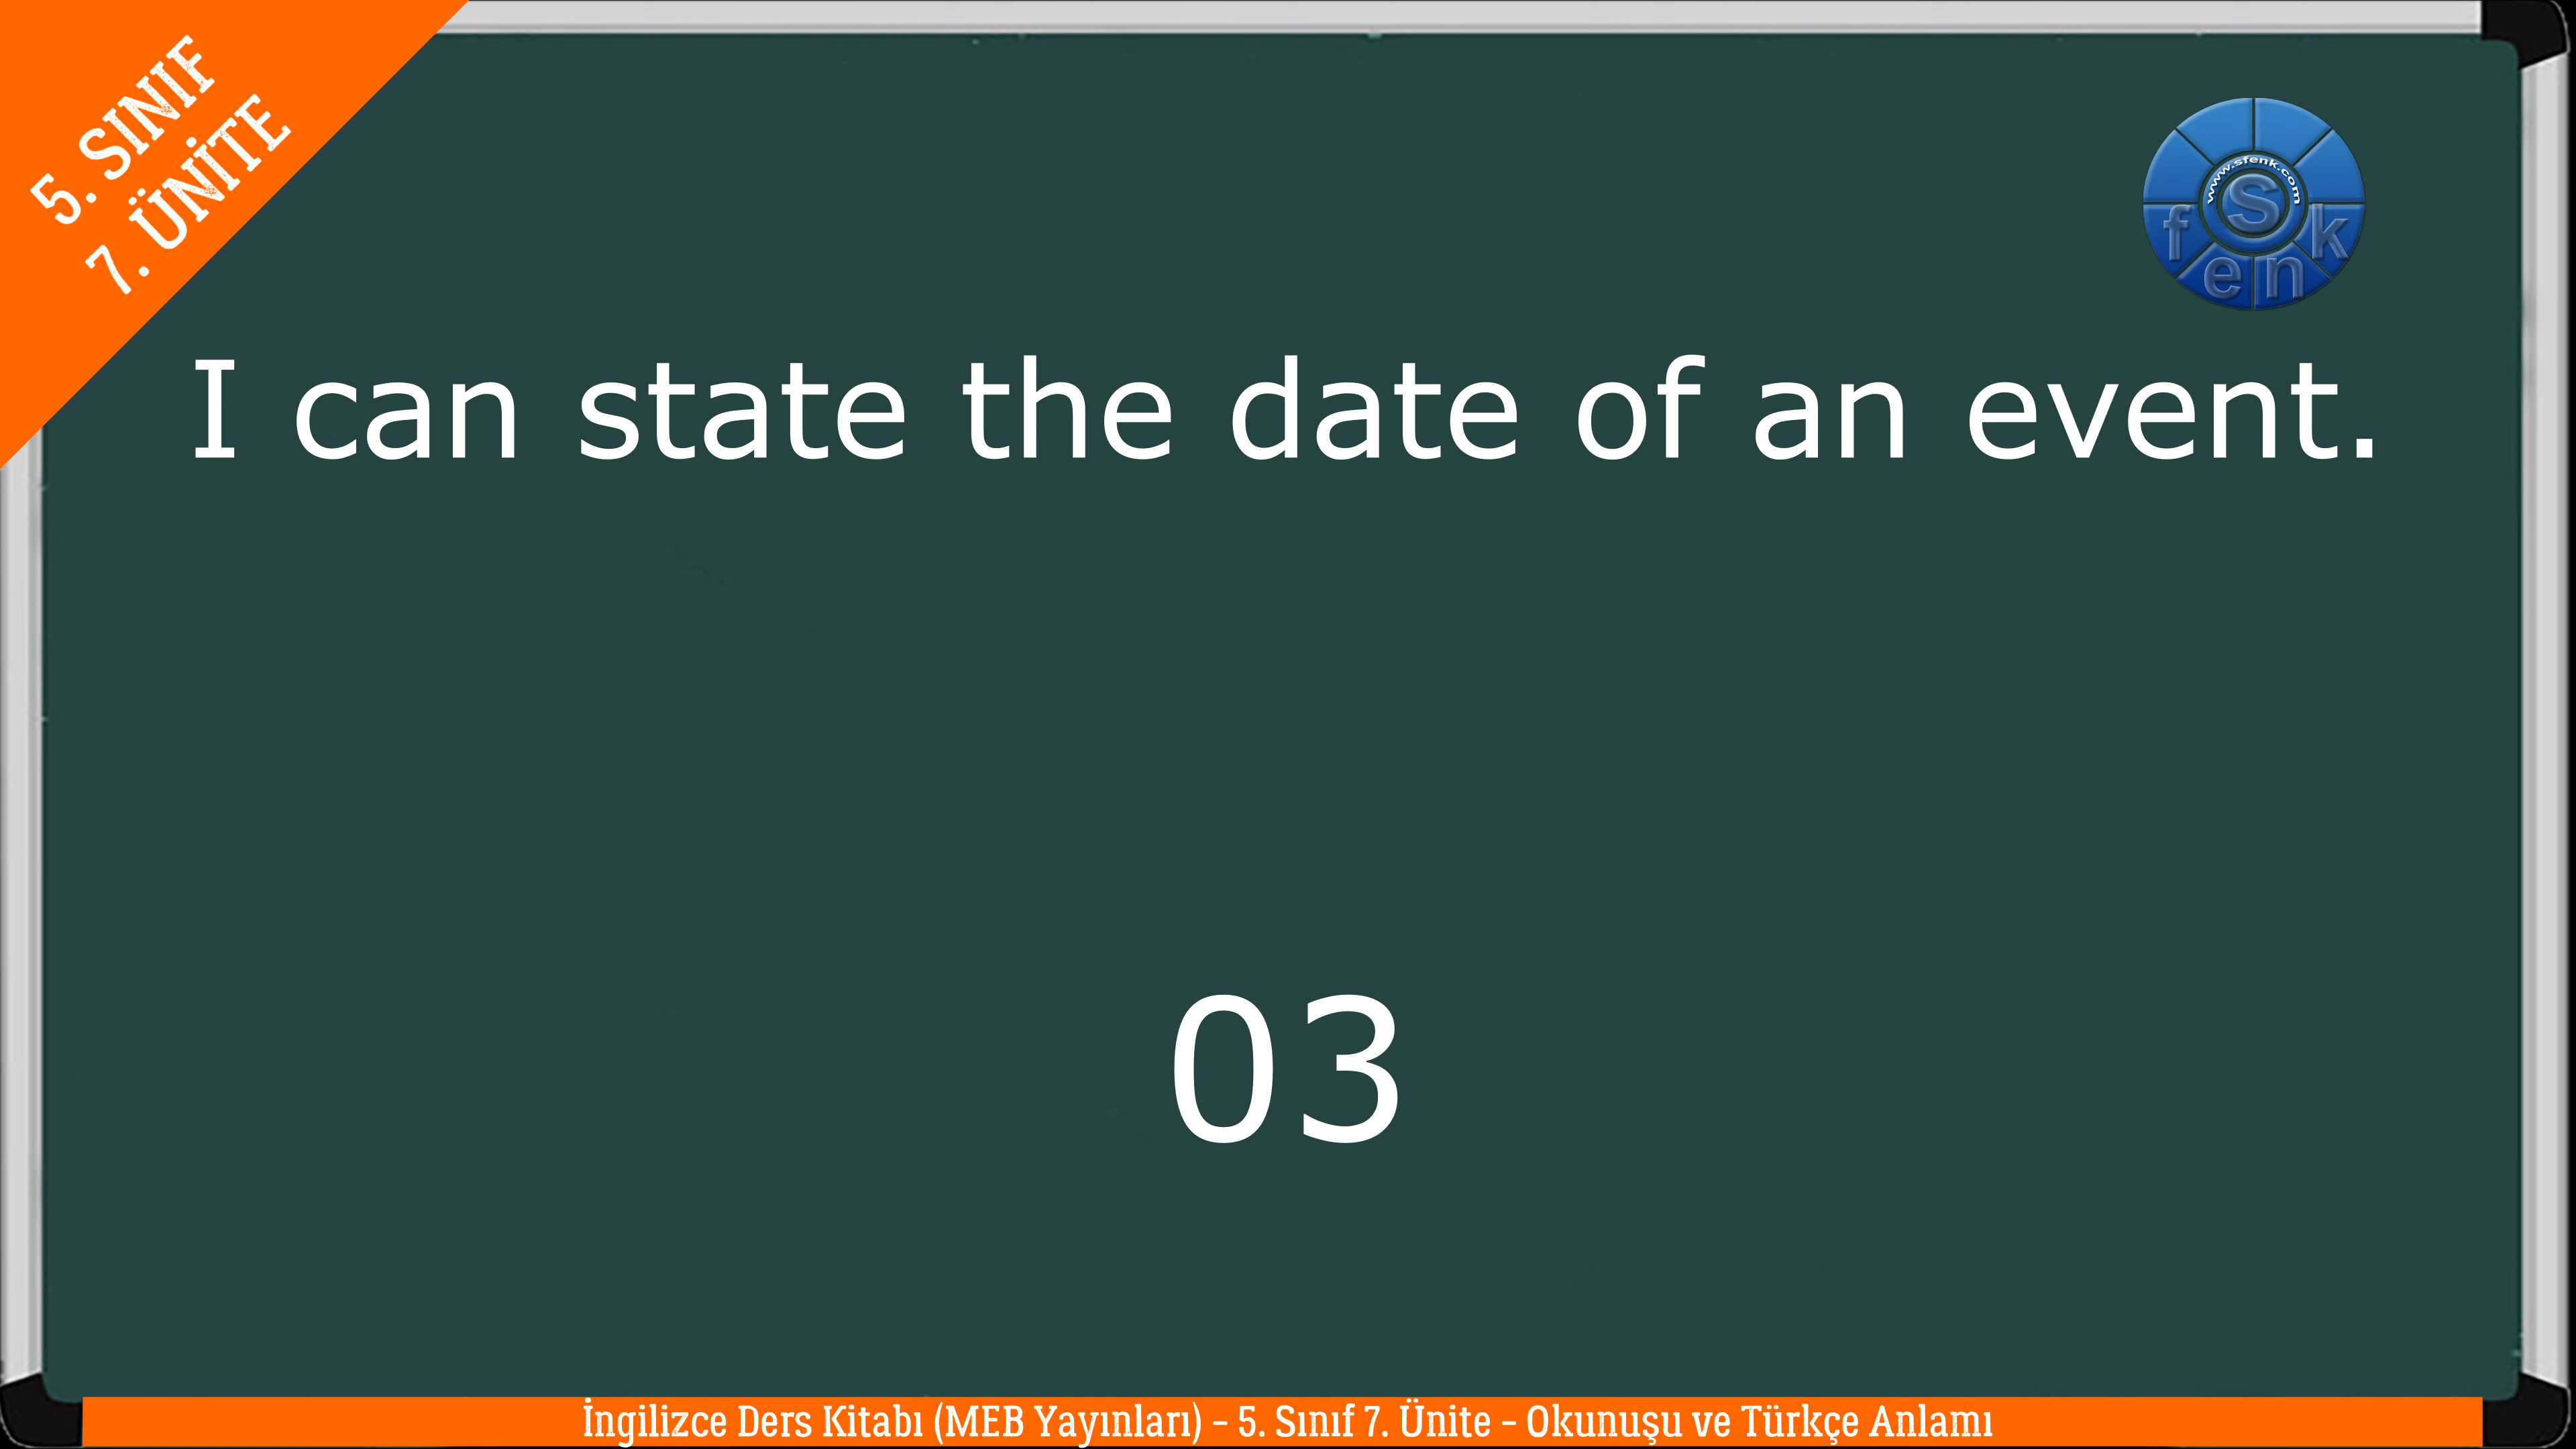 5. SINIF
7. ÜNİTE
www.sfenk.com
S
f e n k
I can state the date of an event.
03
İngilizce Ders Kitabı (MEB Yayınları) – 5. Sınıf 7. Ünite – Okunuşu ve Türkçe Anlamı